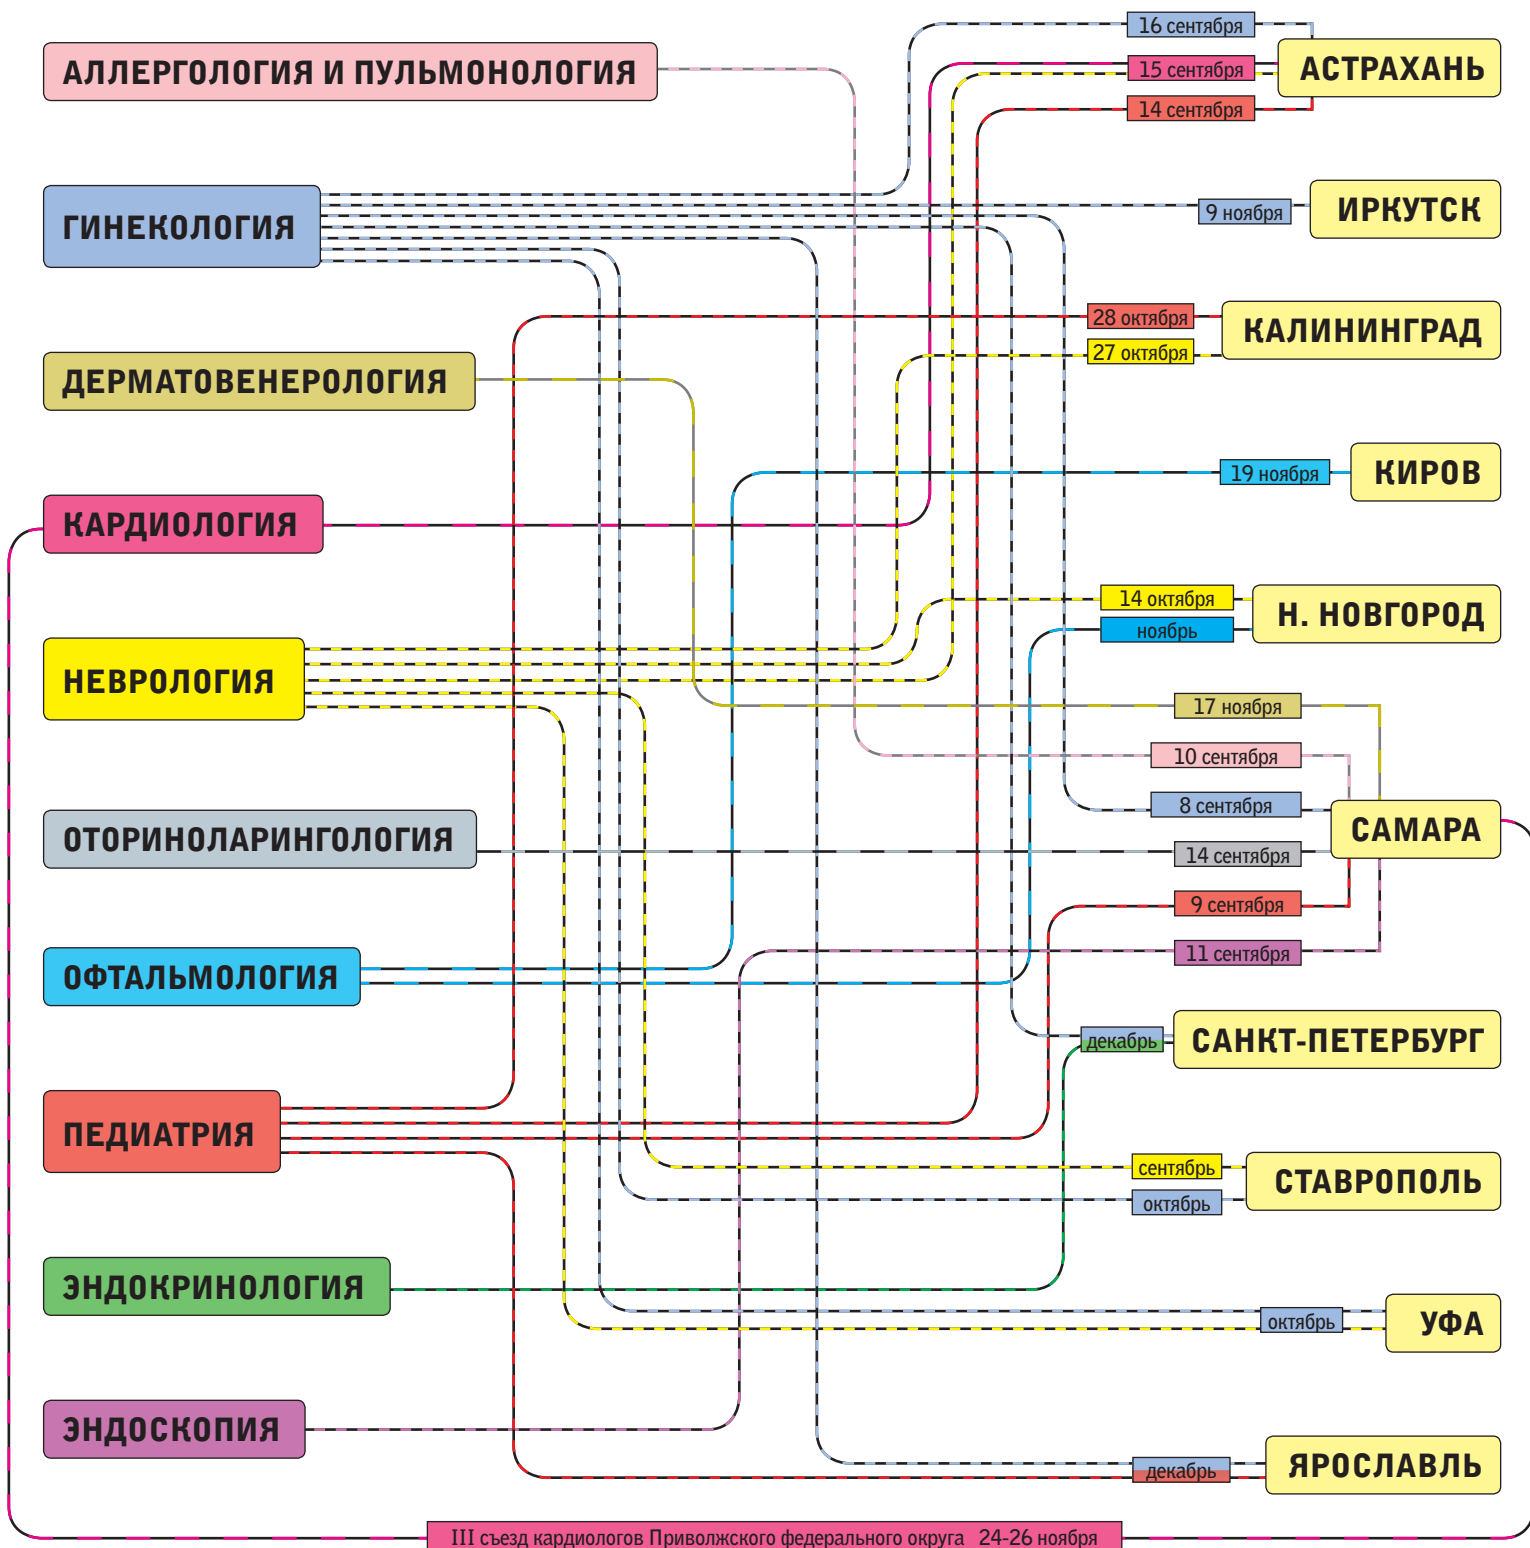 16 сентября
АЛЛЕРГОЛОГИЯ И ПУЛЬМОНОЛОГИЯ
15 сентября
АСТРАХАНЬ
14 сентября
ГИНЕКОЛОГИЯ
9 ноября
ИРКУТСК
28 октября
КАЛИНИНГРАД
27 октября
ДЕРМАТОВЕНЕРОЛОГИЯ
19 ноября
КИРОВ
КАРДИОЛОГИЯ
14 октября
Н. НОВГОРОД
ноябрь
НЕВРОЛОГИЯ
17 ноября
10 сентября
8 сентября
ОТОРИНОЛАРИНГОЛОГИЯ
САМАРА
14 сентября
9 сентября
11 сентября
ОФТАЛЬМОЛОГИЯ
декабрь
САНКТ-ПЕТЕРБУРГ
ПЕДИАТРИЯ
сентябрь
СТАВРОПОЛЬ
октябрь
ЭНДОКРИНОЛОГИЯ
октябрь
УФА
ЭНДОСКОПИЯ
декабрь
ЯРОСЛАВЛЬ
III съезд кардиологов Приволжского федерального округа 24-26 ноября